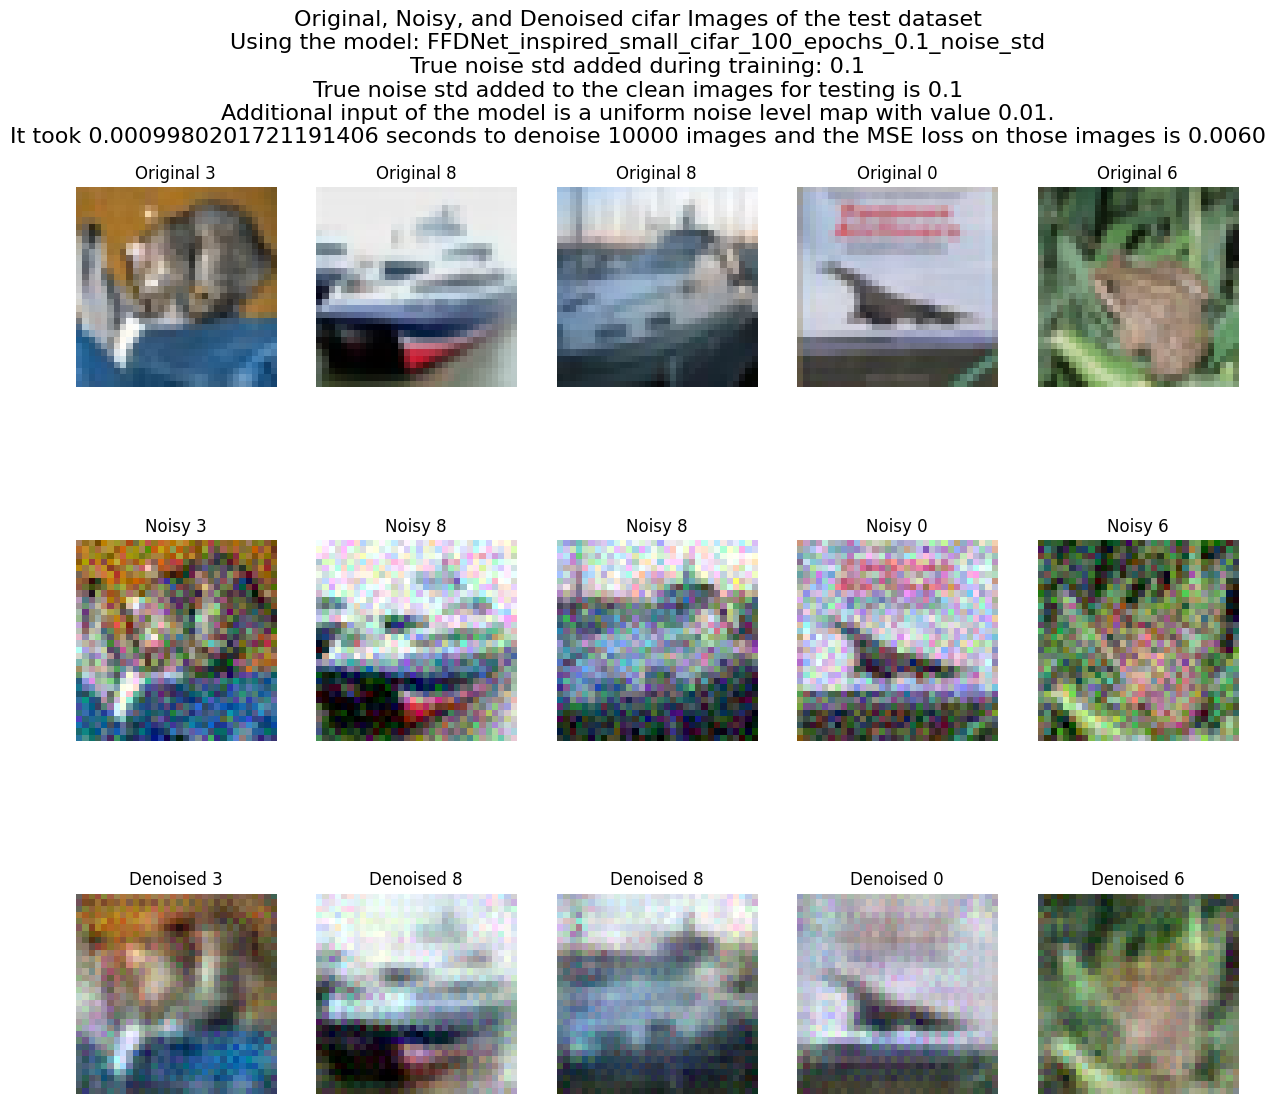 Original, Noisy, and Denoised cifar Images of the test dataset
Using the model: FFDNet_inspired_small_cifar_100_epochs_0.1_noise_std
True noise std added during training: 0.1
True noise std added to the clean images for testing is 0.1
Additional input of the model is a uniform noise level map with value 0.01.
It took 0.0009980201721191406 seconds to denoise 10000 images and the MSE loss on those images is 0.0060
Original 3 Original 8 Original 8 Original 0 Original 6
Noisy 3 Noisy 8 Noisy 8 Noisy 0 Noisy 6
Denoised 3 Denoised 8 Denoised 8 Denoised 0 Denoised 6